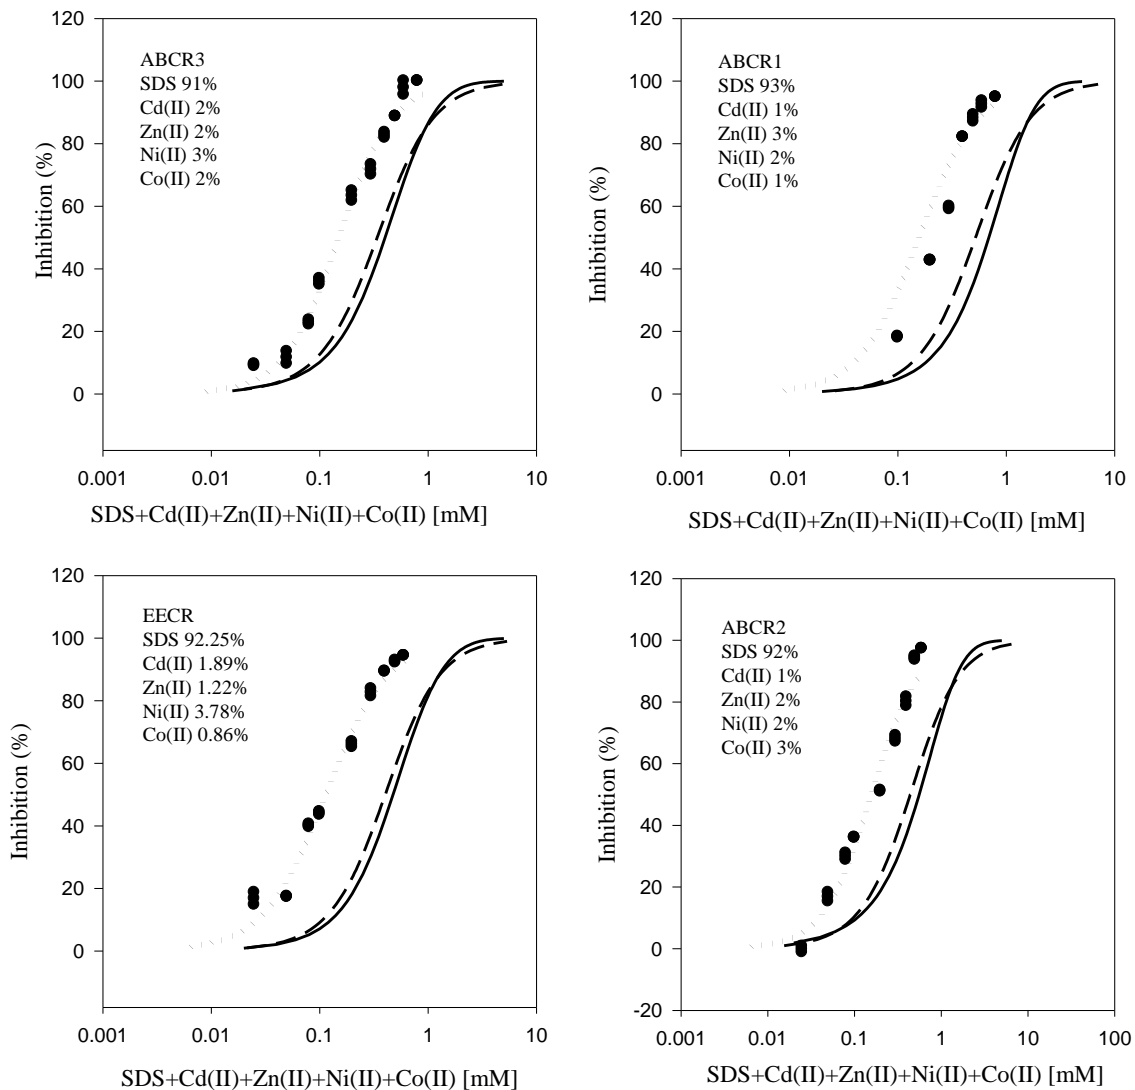 120
100
80
60
40
20
0
Inhibition (%)
ABCR3
SDS 91%
Cd(II) 2%
Zn(II) 2%
Ni(II) 3%
Co(II) 2%
0.001 0.01 0.1 1 10
SDS+Cd(II)+Zn(II)+Ni(II)+Co(II) [mM]
120
100
80
60
40
20
0
Inhibition (%)
ABCR1
SDS 93%
Cd(II) 1%
Zn(II) 3%
Ni(II) 2%
Co(II) 1%
0.001 0.01 0.1 1 10
SDS+Cd(II)+Zn(II)+Ni(II)+Co(II) [mM]
120
100
80
60
40
20
0
Inhibition (%)
EECR
SDS 92.25%
Cd(II) 1.89%
Zn(II) 1.22%
Ni(II) 3.78%
Co(II) 0.86%
0.001 0.01 0.1 1 10
SDS+Cd(II)+Zn(II)+Ni(II)+Co(II) [mM]
120
100
80
60
40
20
0
-20
Inhibition (%)
ABCR2
SDS 92%
Cd(II) 1%
Zn(II) 2%
Ni(II) 2%
Co(II) 3%
0.001 0.01 0.1 1 10 100
SDS+Cd(II)+Zn(II)+Ni(II)+Co(II) [mM]